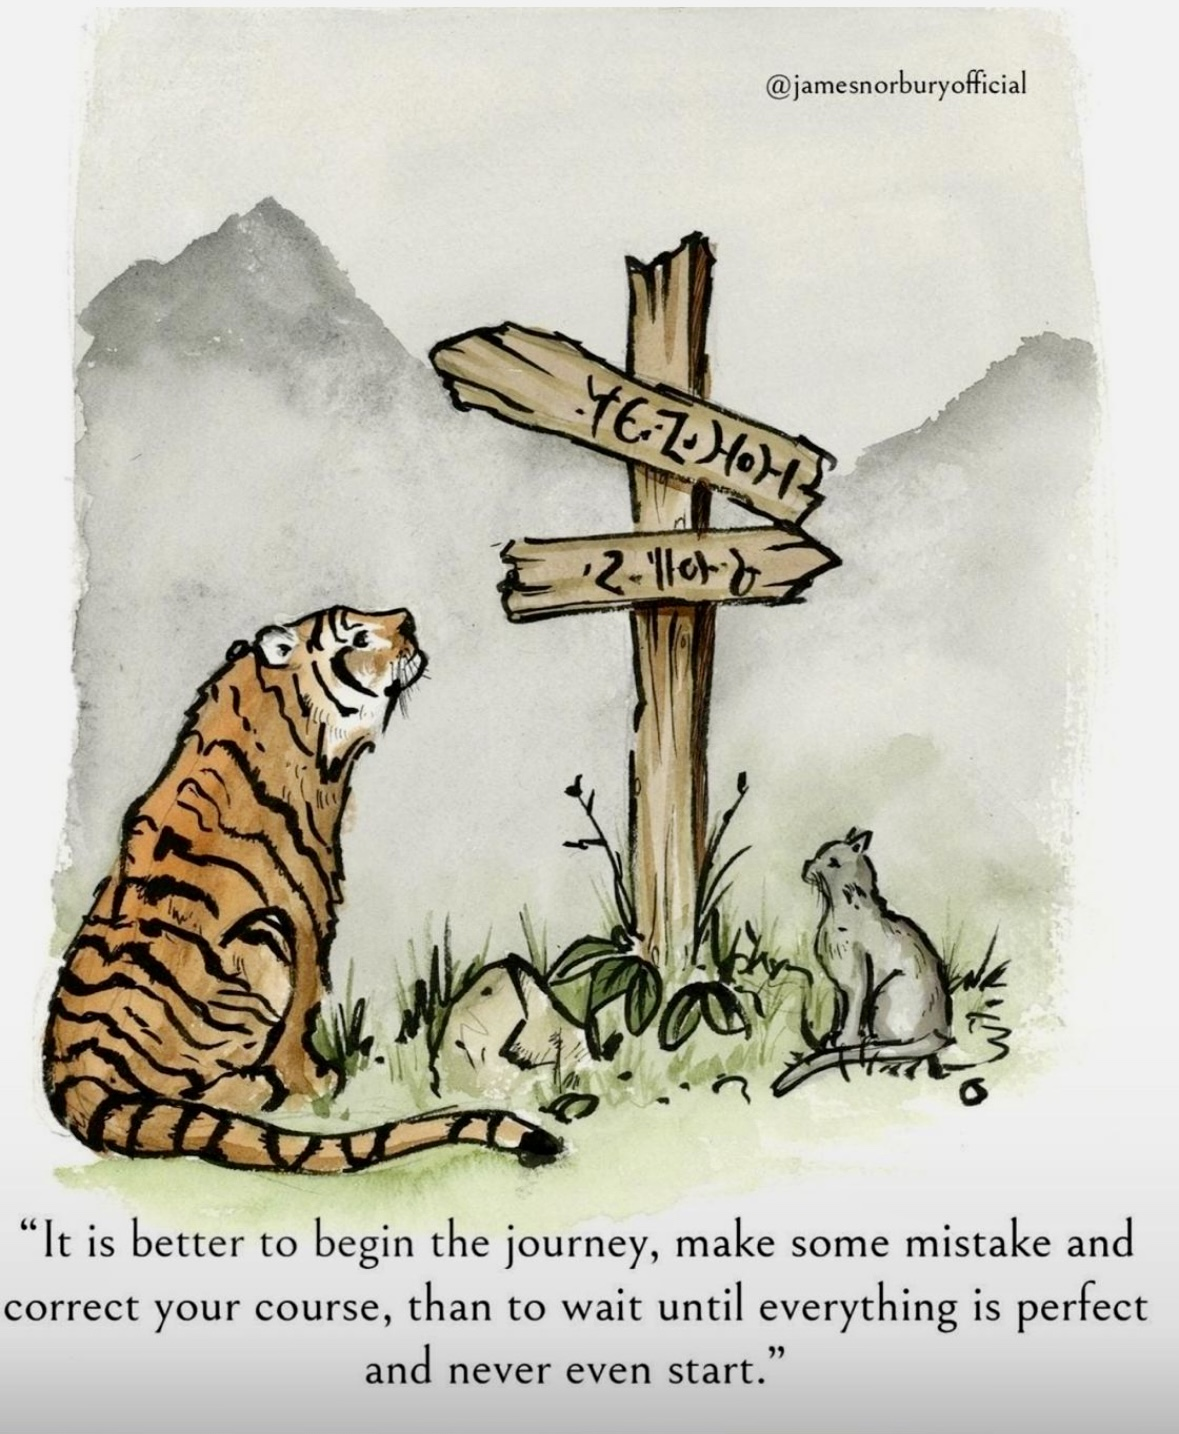 @jamesnorburyofficial
“It is better to begin the journey, make some mistake and
correct your course, than to wait until everything is perfect
and never even start.”